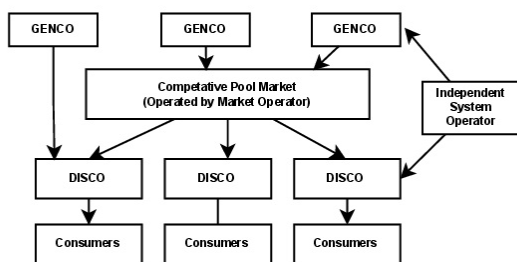 GENCO
GENCO
GENCO
Competative Pool Market
(Operated by Market Operator)
Independent
System
Operator
DISCO
DISCO
DISCO
Consumers
Consumers
Consumers